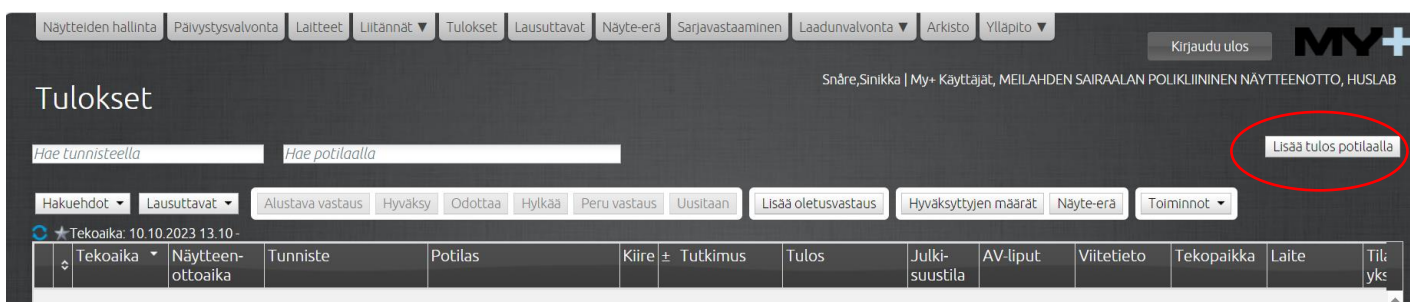 Näytteiden hallinta Päivystysvalvonta Laitteet Liitännät ▼ Tulokset Lausuttavat Näyte-erä Sarjavastaaminen Laadunvalvonta ▼ Arkisto Ylläpito ▼
Kirjaudu ulos MY+
Snåre,Sinikka | My+ Käyttäjät, MEILAHDEN SAIRAALAN POLIKLIININEN NÄYTTEENOTTO, HUSLAB
Tulokset
Hae tunnisteella Hae potilaalla Lisää tulos potilaalla
Hakuehdot Lausuttavat Alustava vastaus Hyväksy Odottaa Hylkää Peru vastaus Uusitaan Lisää oletusvastaus Hyväksyttyjen määrät Näyte-erä Toiminnot
Tekoaika: 10.10.2023 13.10 -
Tekoaika Näytteen- Tunniste Potilas Kiire ± Tutkimus Tulos Julki- AV-liput Viitetieto Tekopaikka Laite Tila
ottoaika suustila yks